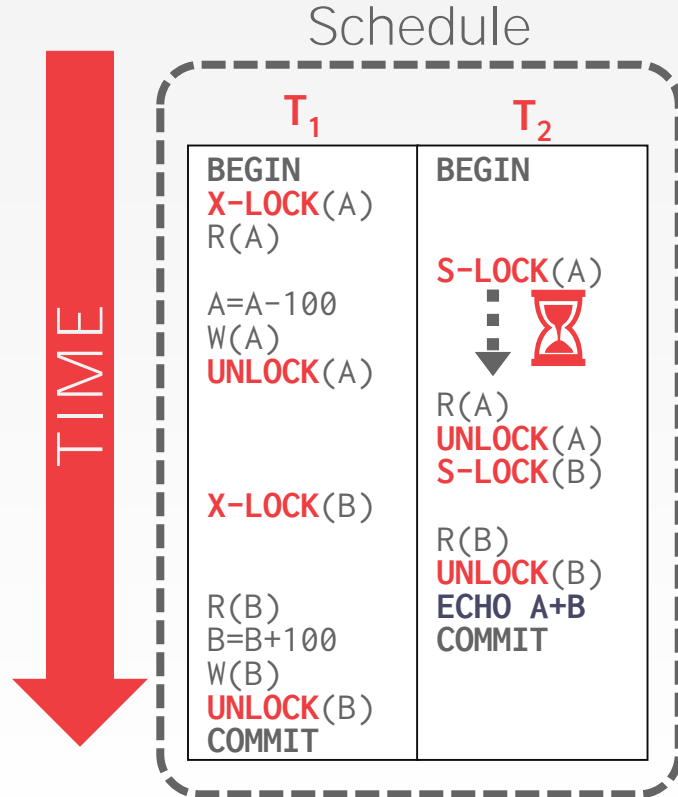 Schedule
TIME
T₁
BEGIN
X-LOCK(A)
R(A)
A=A-100
W(A)
UNLOCK(A)
X-LOCK(B)
R(B)
B=B+100
W(B)
UNLOCK(B)
COMMIT
T₂
BEGIN
S-LOCK(A)
R(A)
UNLOCK(A)
S-LOCK(B)
R(B)
UNLOCK(B)
ECHO A+B
COMMIT